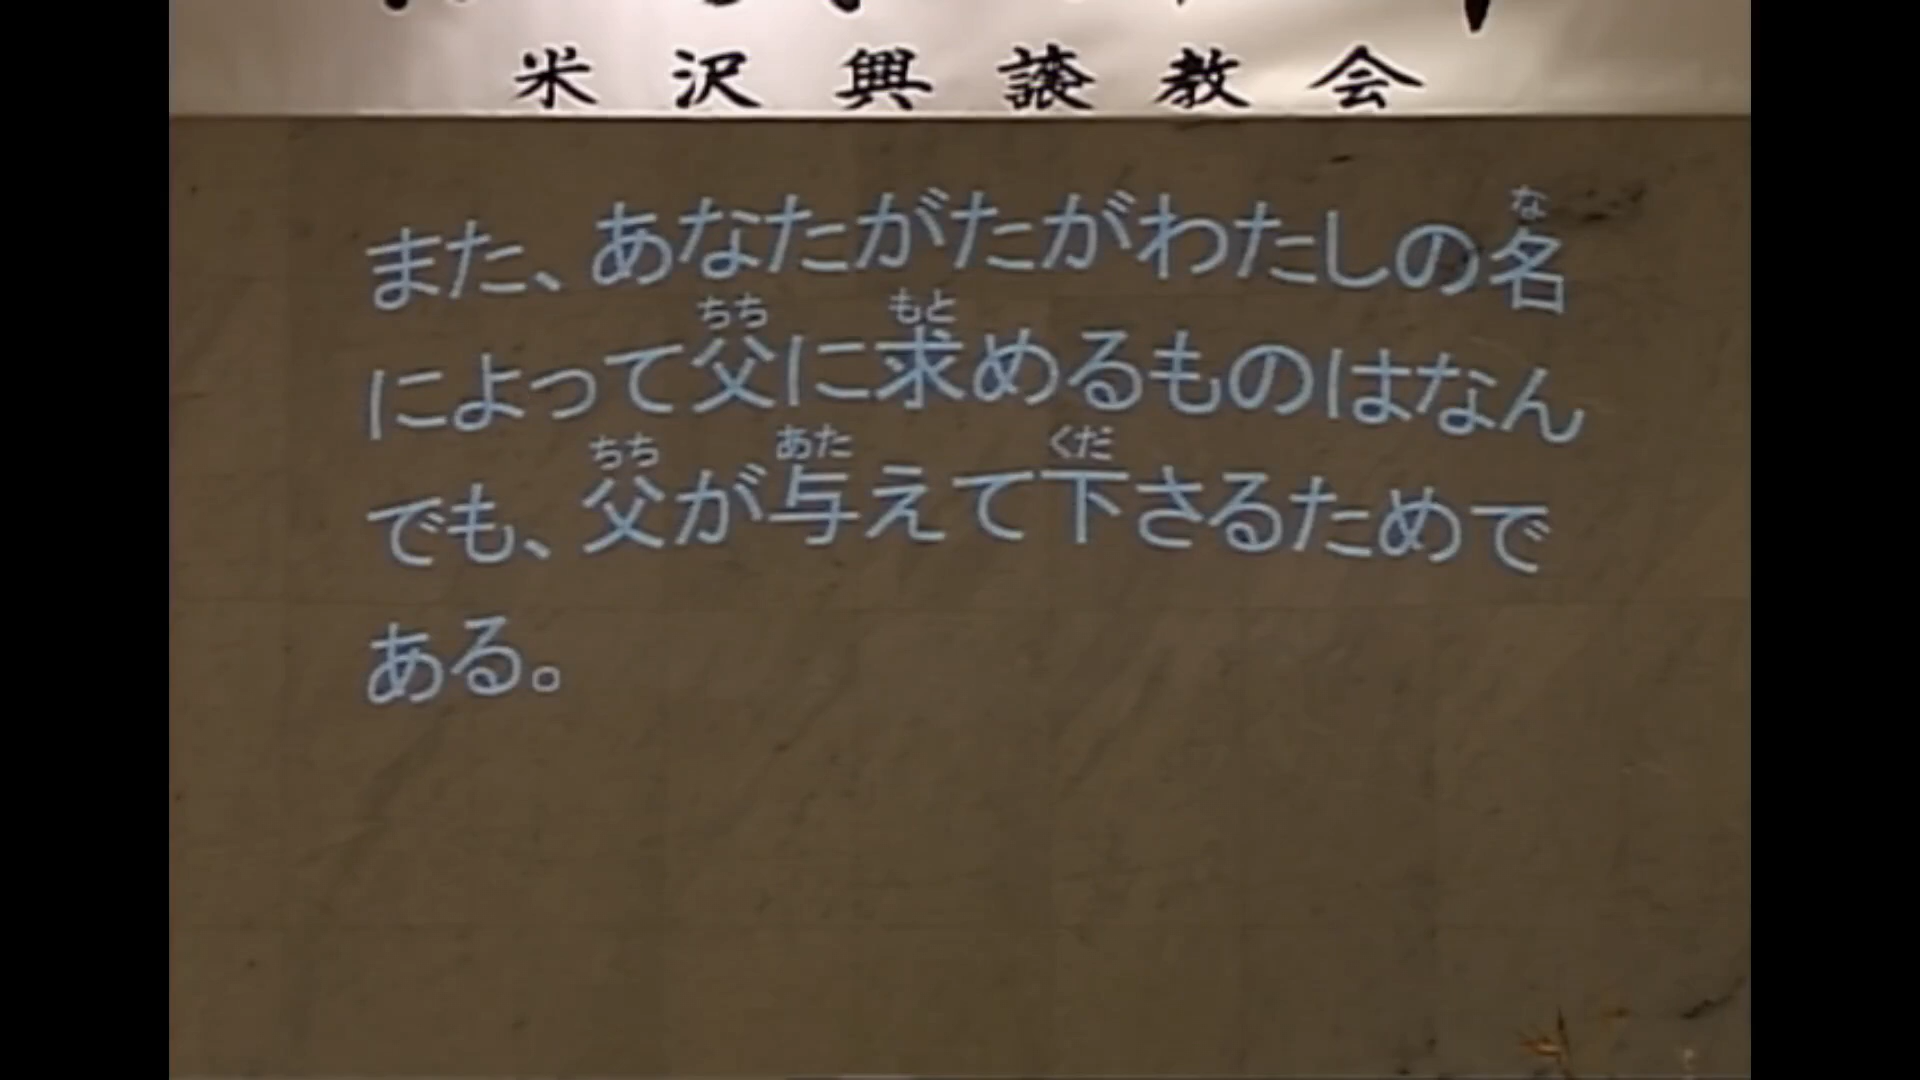 米沢興譲教会
また、あなたがたがわたしの名
によって父に求めるものはなん
でも、父が与えて下さるためで
ある。